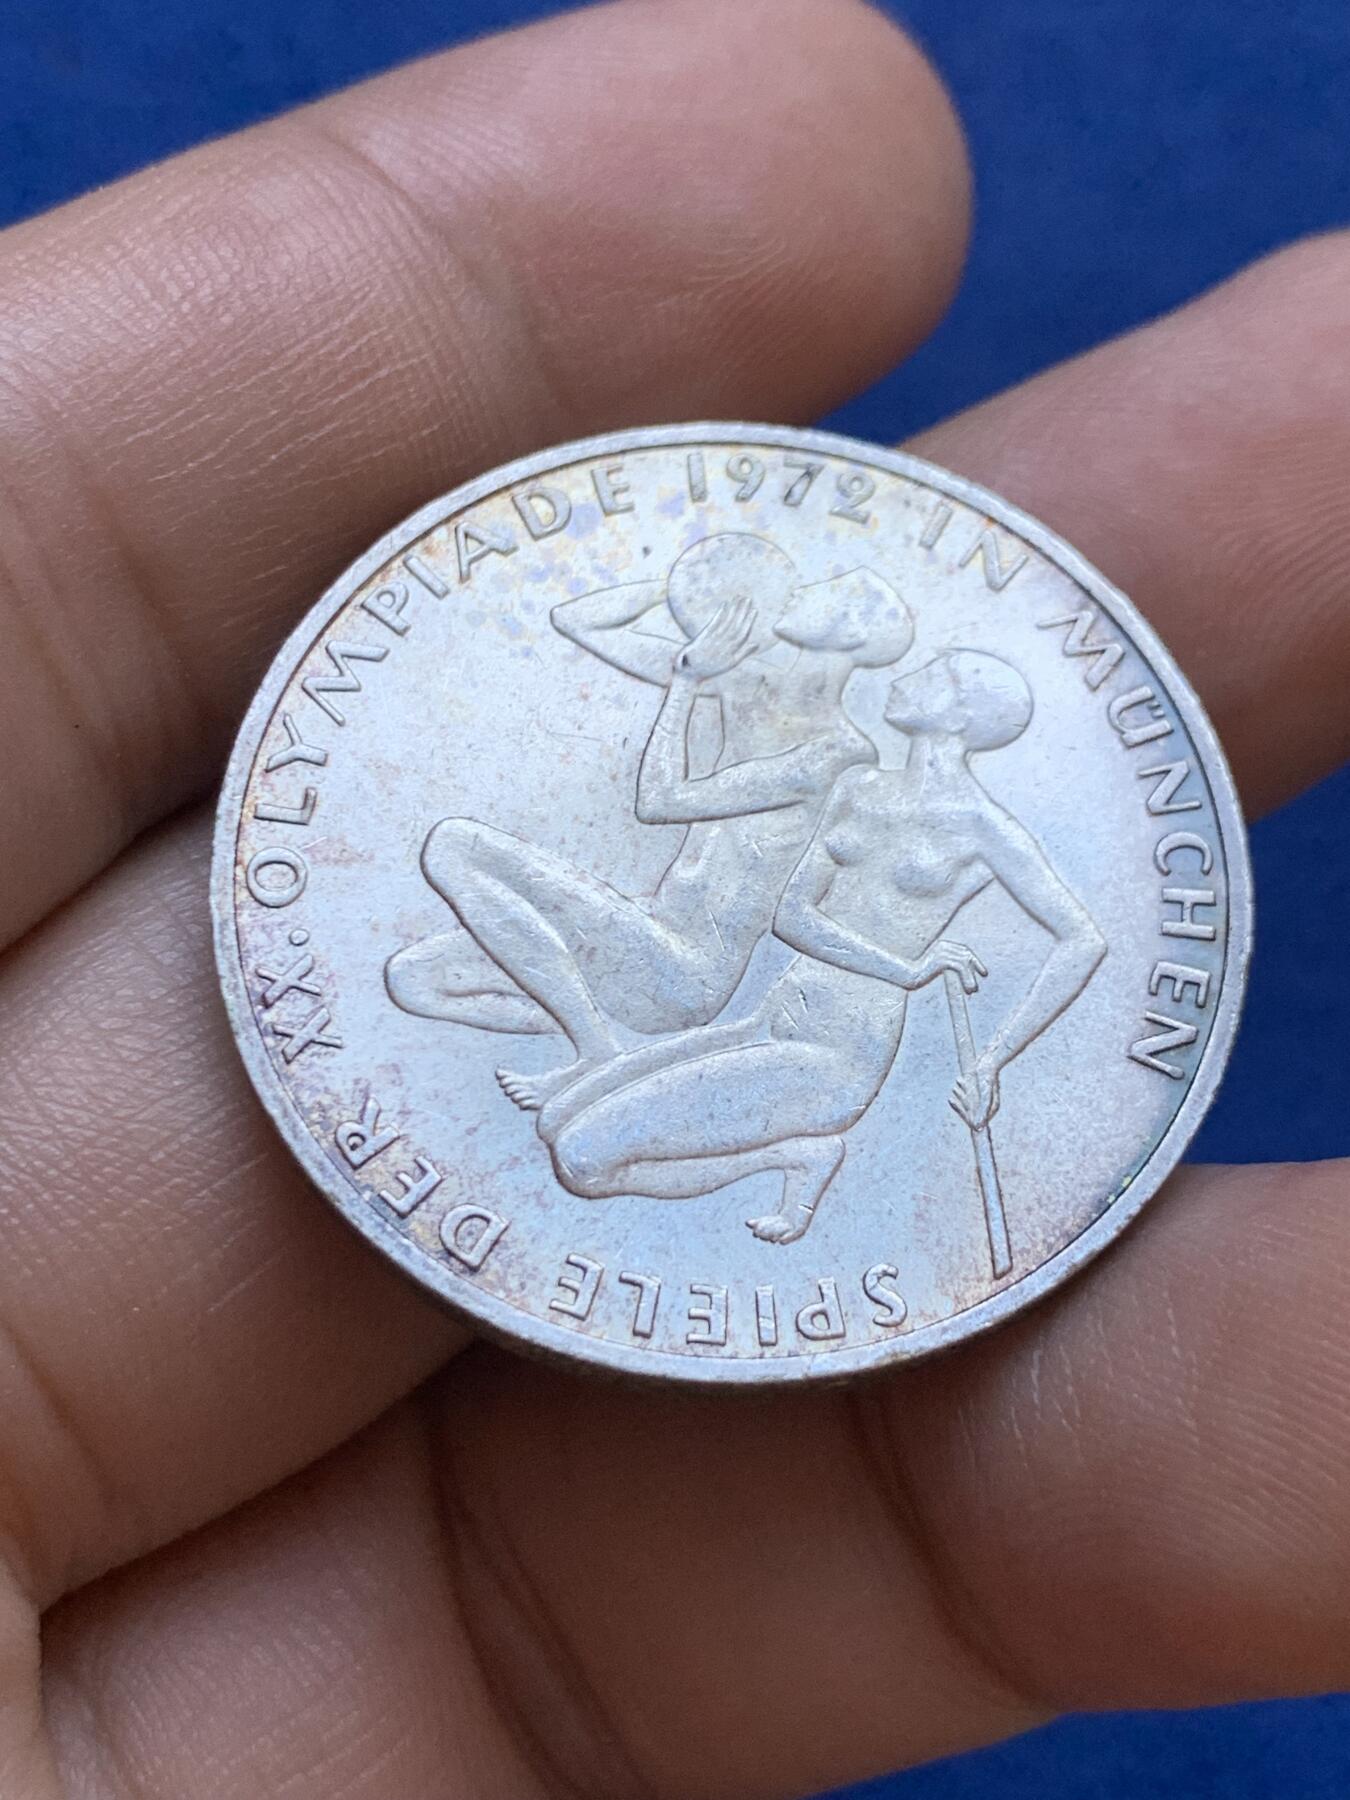 SPIELE DER XX. OLYMPIADE 1972 IN MÜNCHEN